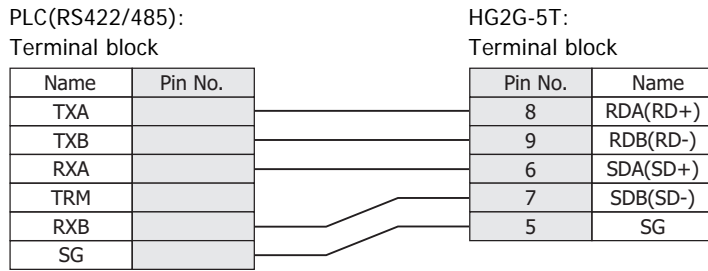 PLC(RS422/485): HG2G-5T:
Terminal block Terminal block
Name Pin No. Pin No. Name
TXA 8 RDA(RD+)
TXB 9 RDB(RD-)
RXA 6 SDA(SD+)
TRM 7 SDB(SD-)
RXB 5 SG
SG